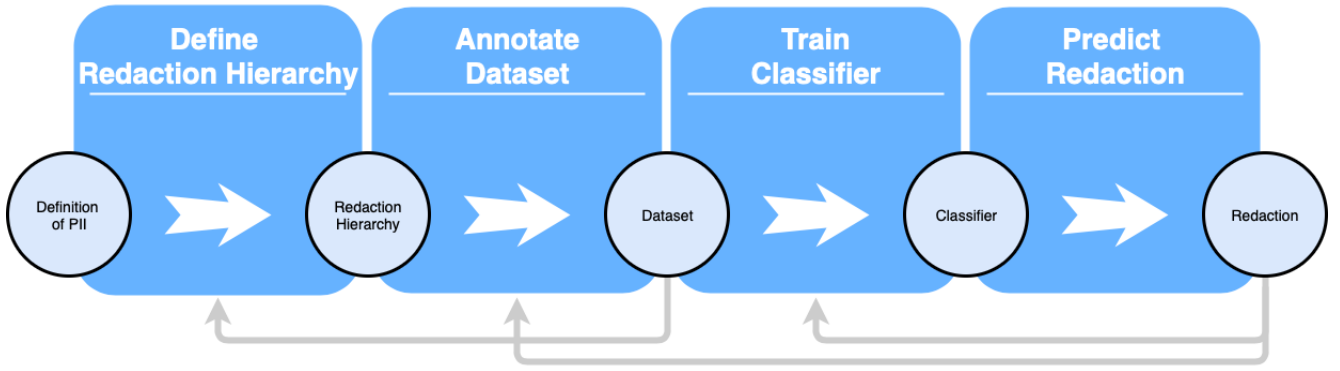 Define
Redaction Hierarchy
Annotate
Dataset
Train
Classifier
Predict
Redaction
Definition
of PII
Redaction
Hierarchy
Dataset
Classifier
Redaction